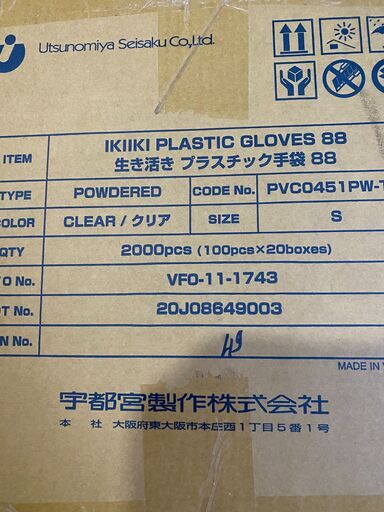 Utsunomiya Seisaku Co.,Ltd.
ITEM IKIIKI PLASTIC GLOVES 88
生き活き プラスチック手袋 88
TYPE POWDERED CODE No. PVC0451PW-T
COLOR CLEAR / クリア SIZE S
QTY 2000pcs (100pcs×20boxes)
O No. VFO-11-1743
OT No. 20J08649003
N No. 49
MADE IN
宇都宮製作株式会社
本 社 大阪府東大阪市本庄西1丁目5番1号